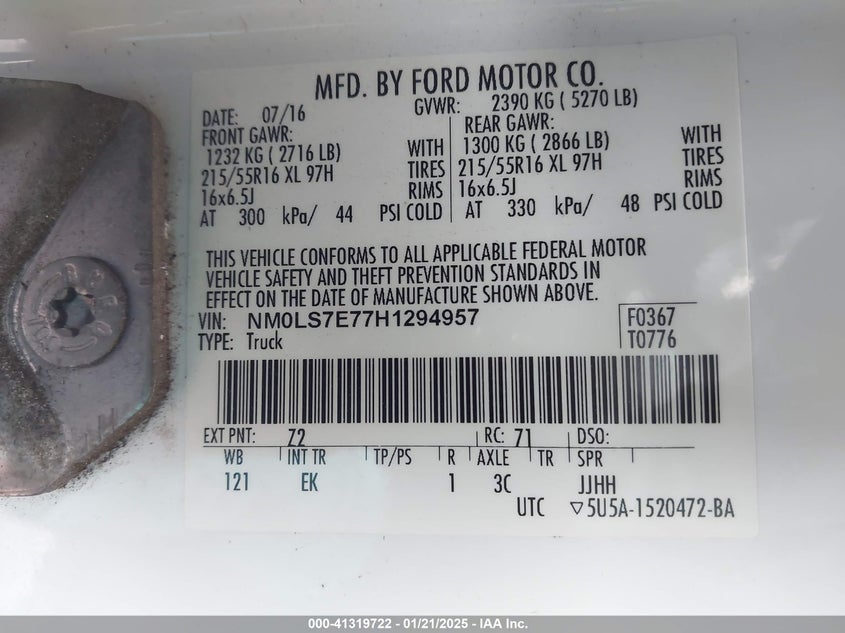 MFD. BY FORD MOTOR CO.
DATE: 07/16 GVWR: 2390 KG ( 5270 LB)
FRONT GAWR: REAR GAWR:
1232 KG ( 2716 LB) WITH 1300 KG ( 2866 LB) WITH
215/55R16 XL 97H TIRES 215/55R16 XL 97H TIRES
16x6.5J RIMS 16x6.5J RIMS
AT 300 kPa/ 44 PSI COLD AT 330 kPa/ 48 PSI COLD
THIS VEHICLE CONFORMS TO ALL APPLICABLE FEDERAL MOTOR
VEHICLE SAFETY AND THEFT PREVENTION STANDARDS IN
EFFECT ON THE DATE OF MANUFACTURE SHOWN ABOVE.
VIN: NM0LS7E77H1294957 F0367
TYPE: Truck T0776
EXT PNT: Z2 RC: 71 DSO:
WB INT TR TP/PS R AXLE TR SPR
121 EK 1 3C JJHH
UTC ▽5U5A-1520472-BA
000-41319722 - 01/21/2025 - IAA Inc.